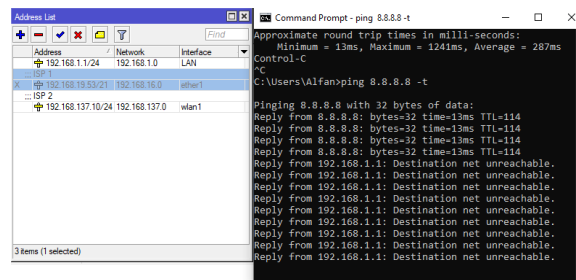 Address List
Find
Address Network Interface
192.168.1.1/24 192.168.1.0 LAN
::: ISP 1
X 192.168.19.53/21 192.168.16.0 ether1
::: ISP 2
192.168.137.10/24 192.168.137.0 wlan1
3 items (1 selected)
Command Prompt - ping 8.8.8.8 -t
Approximate round trip times in milli-seconds:
Minimum = 13ms, Maximum = 1241ms, Average = 287ms
Control-C
^C
C:\Users\Alfan>ping 8.8.8.8 -t
Pinging 8.8.8.8 with 32 bytes of data:
Reply from 8.8.8.8: bytes=32 time=13ms TTL=114
Reply from 8.8.8.8: bytes=32 time=13ms TTL=114
Reply from 8.8.8.8: bytes=32 time=13ms TTL=114
Reply from 8.8.8.8: bytes=32 time=13ms TTL=114
Reply from 192.168.1.1: Destination net unreachable.
Reply from 192.168.1.1: Destination net unreachable.
Reply from 192.168.1.1: Destination net unreachable.
Reply from 192.168.1.1: Destination net unreachable.
Reply from 192.168.1.1: Destination net unreachable.
Reply from 192.168.1.1: Destination net unreachable.
Reply from 192.168.1.1: Destination net unreachable.
Reply from 192.168.1.1: Destination net unreachable.
Reply from 192.168.1.1: Destination net unreachable.